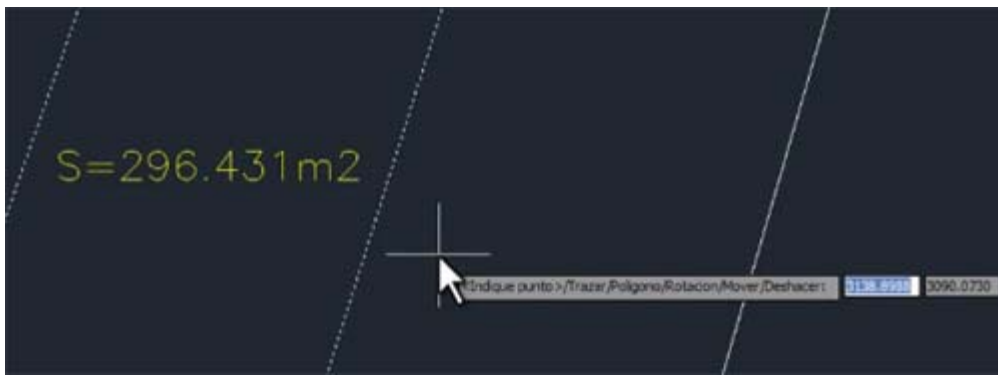 S=296.431m2
<Indique punto>/Trazar/Poligono/Rotacion/Mover/Deshacer: 3090.0730